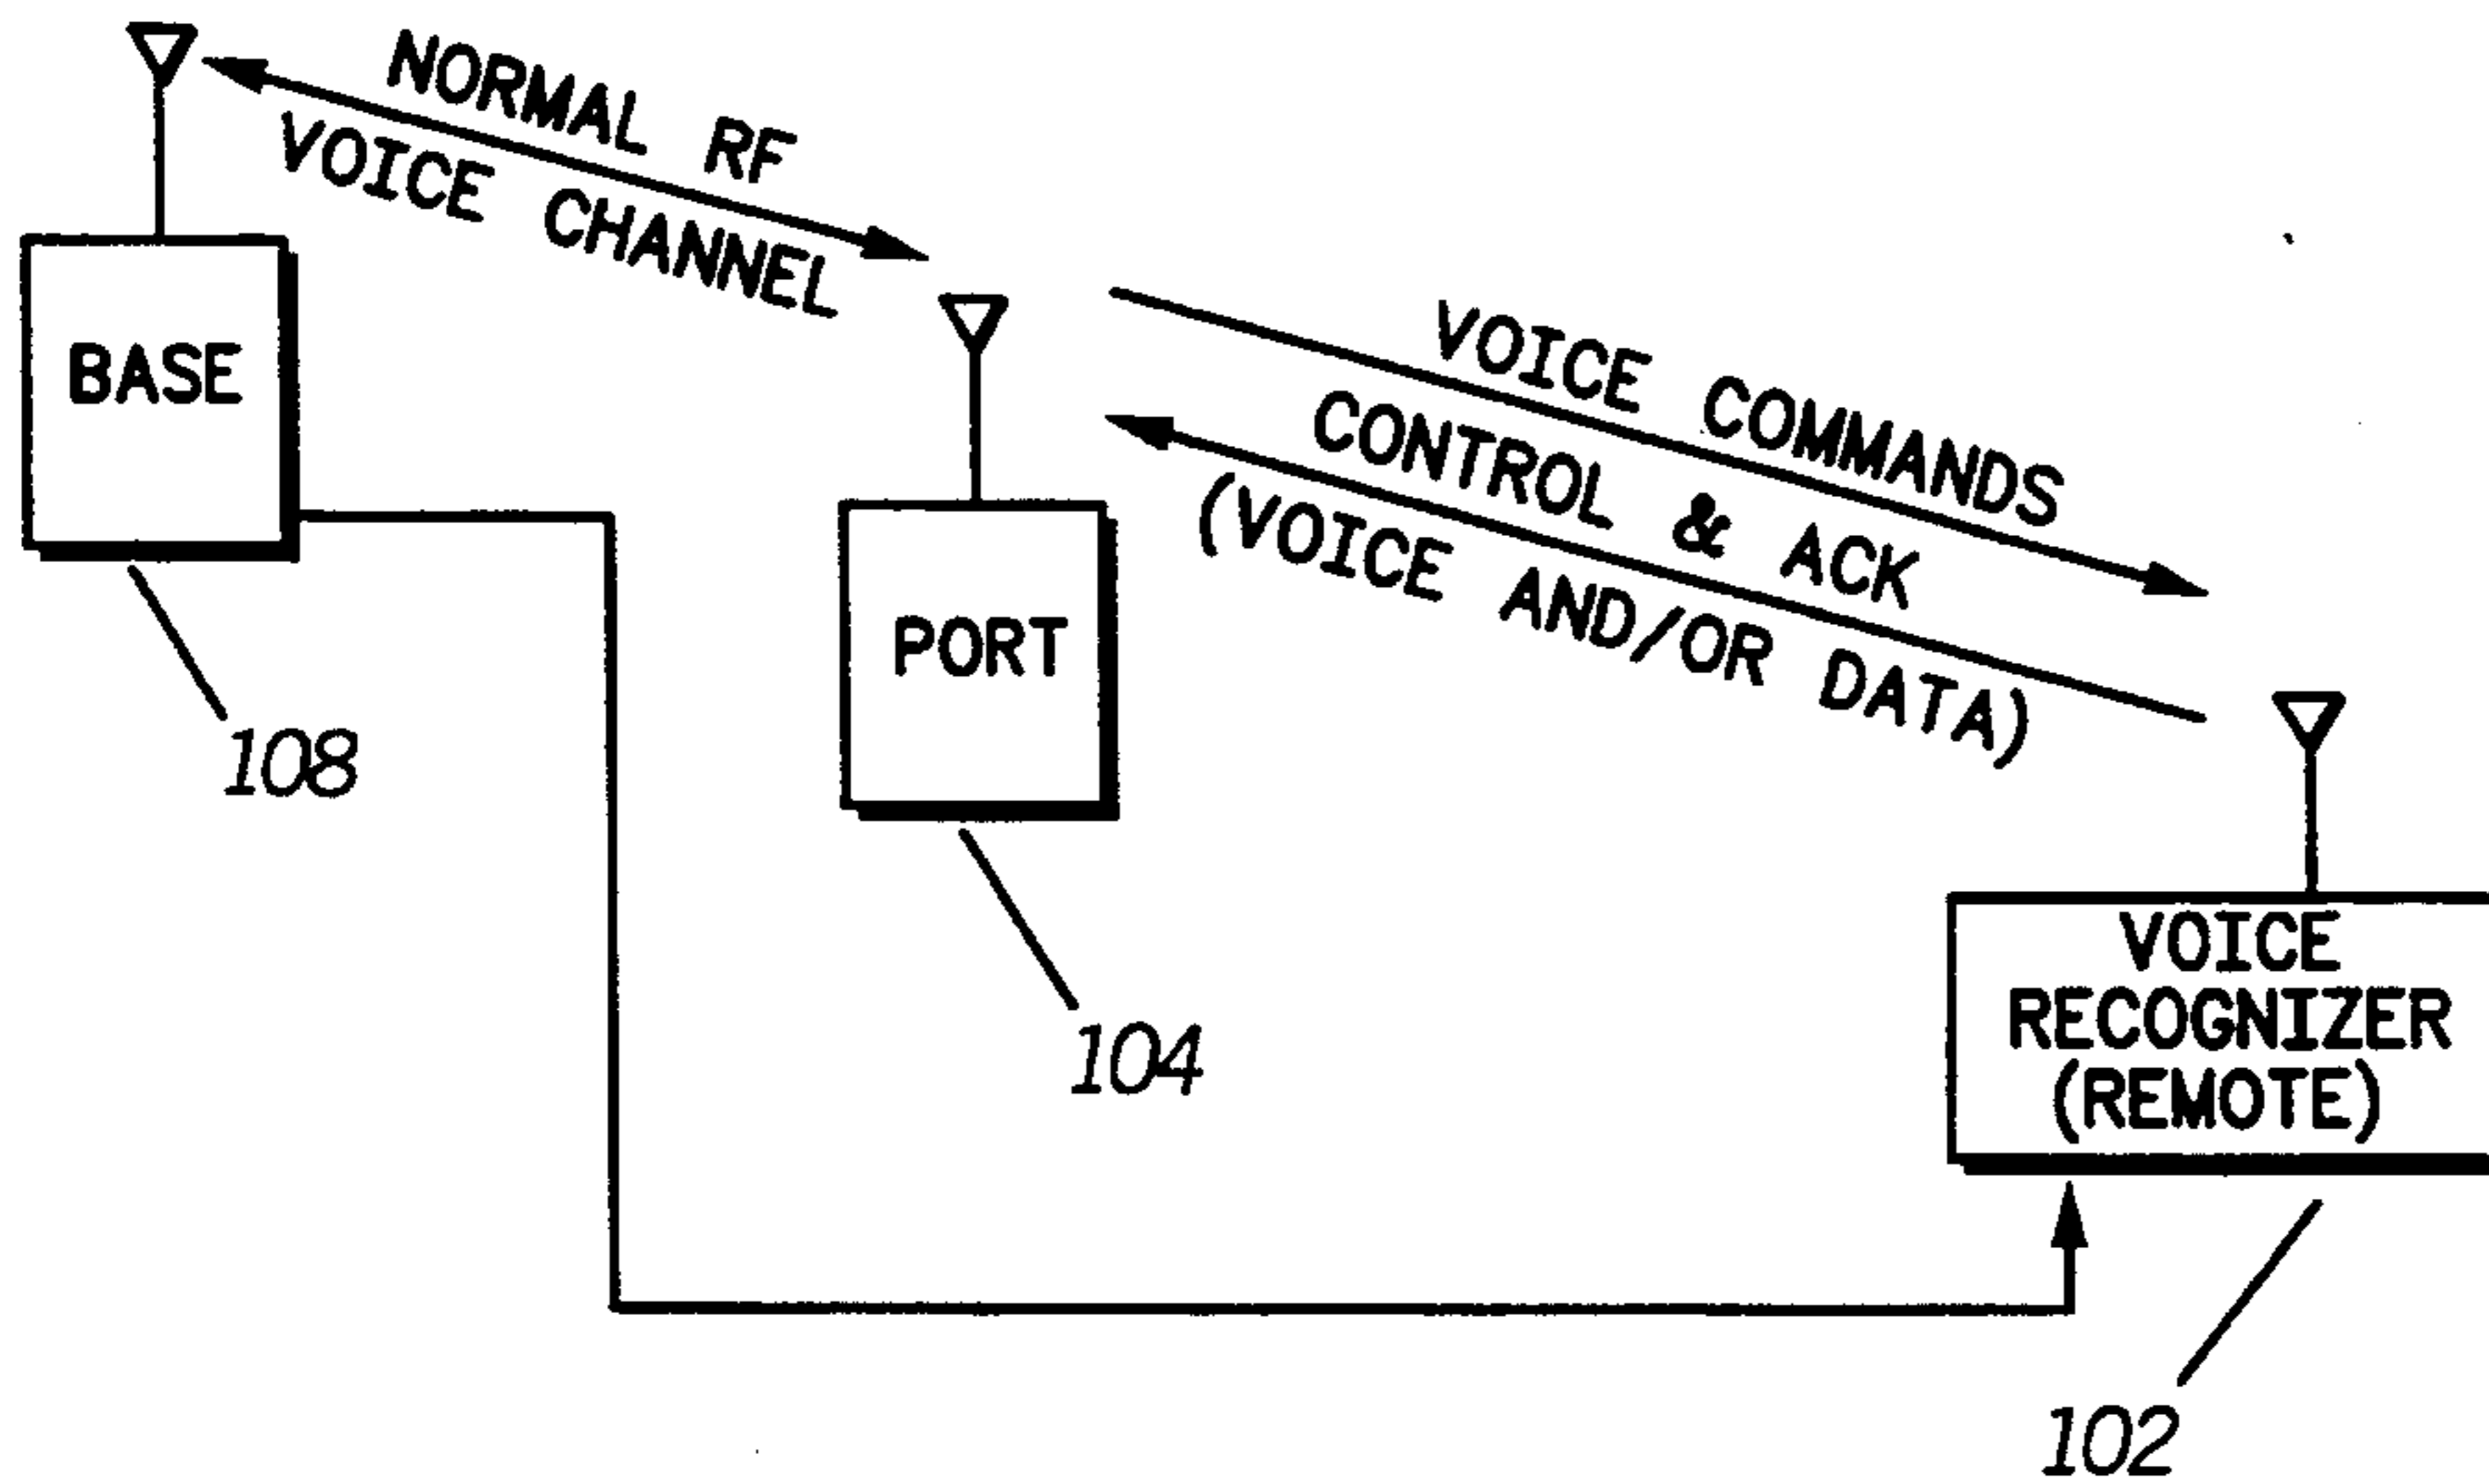 NORMAL RF
VOICE CHANNEL
BASE
108
PORT
104
VOICE COMMANDS
CONTROL & ACK
(VOICE AND/OR DATA)
VOICE
RECOGNIZER
(REMOTE)
102